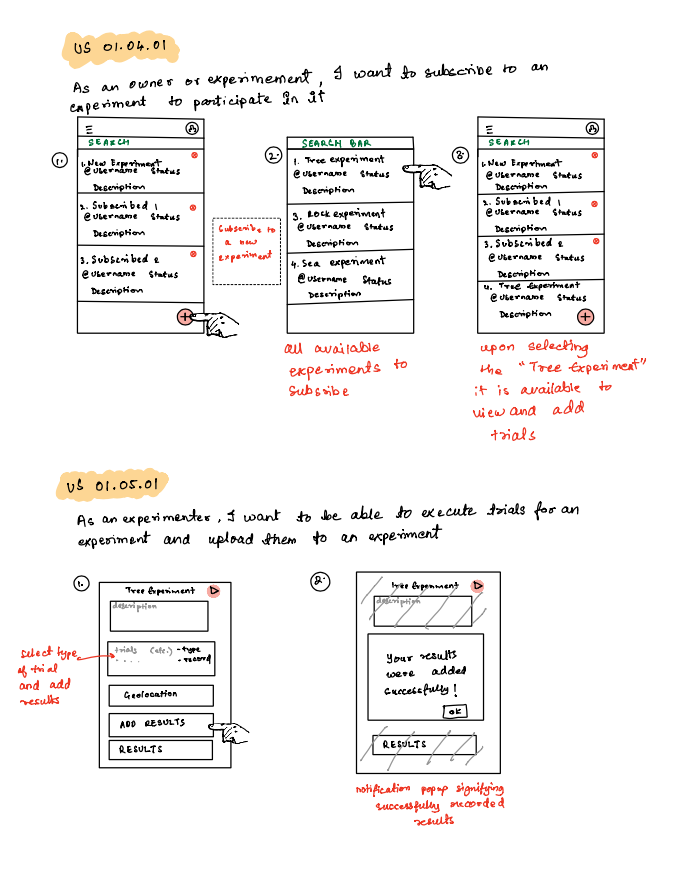 US 01.04.01
As an owner or experimement, I want to subscribe to an
experiment to participate in it
1.
SEARCH
1. New Experiment
@Username Status
Description
2. Subscribed 1
@Username Status
Description
3. Subscribed 2
@Username Status
Description
+
Subscribe to
a new
experiment
2.
SEARCH BAR
1. Tree experiment
@Username Status
Description
3. Rock experiment
@Username Status
Description
4. Sea experiment
@Username Status
Description
all available
experiments to
Subscribe
3.
SEARCH
1. New Experiment
@Username Status
Description
2. Subscribed 1
@Username Status
Description
3. Subscribed 2
@Username Status
Description
4. Tree Experiment
@Username Status
Description
+
upon selecting
the "Tree Experiment"
it is available to
view and add
trials
US 01.05.01
As an experimenter, I want to be able to execute trials for an
experiment and upload them to an experiment
1.
Tree Experiment
description
trials (etc.) - type
- record
Geolocation
ADD RESULTS
RESULTS
select type
of trial
and add
results
2.
Tree Experiment
description
Your results
were added
successfully!
OK
RESULTS
notification popup signifying
successfully recorded
results